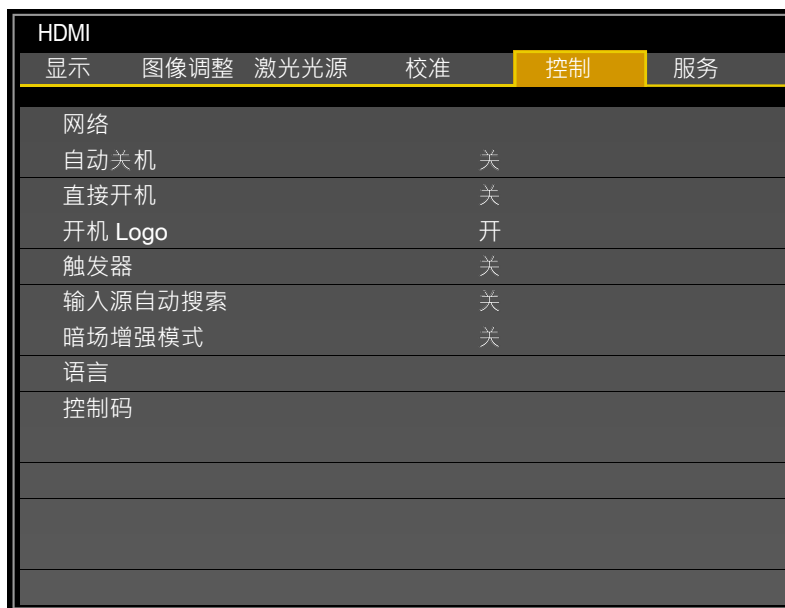 HDMI
显示 图像调整 激光光源 校准 控制 服务
网络
自动关机 关
直接开机 关
开机 Logo 开
触发器 关
输入源自动搜索 关
暗场增强模式 关
语言
控制码